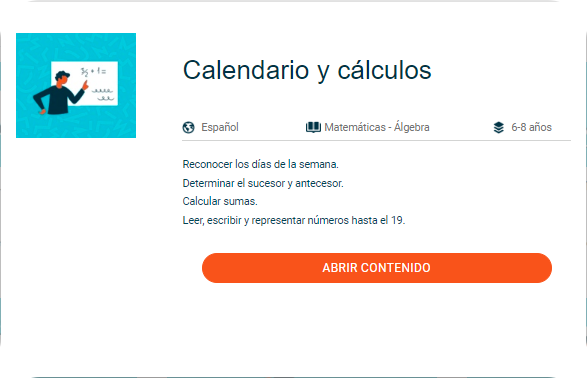 Calendario y cálculos
Español
Matemáticas - Álgebra
6-8 años
Reconocer los días de la semana.
Determinar el sucesor y antecesor.
Calcular sumas.
Leer, escribir y representar números hasta el 19.
ABRIR CONTENIDO